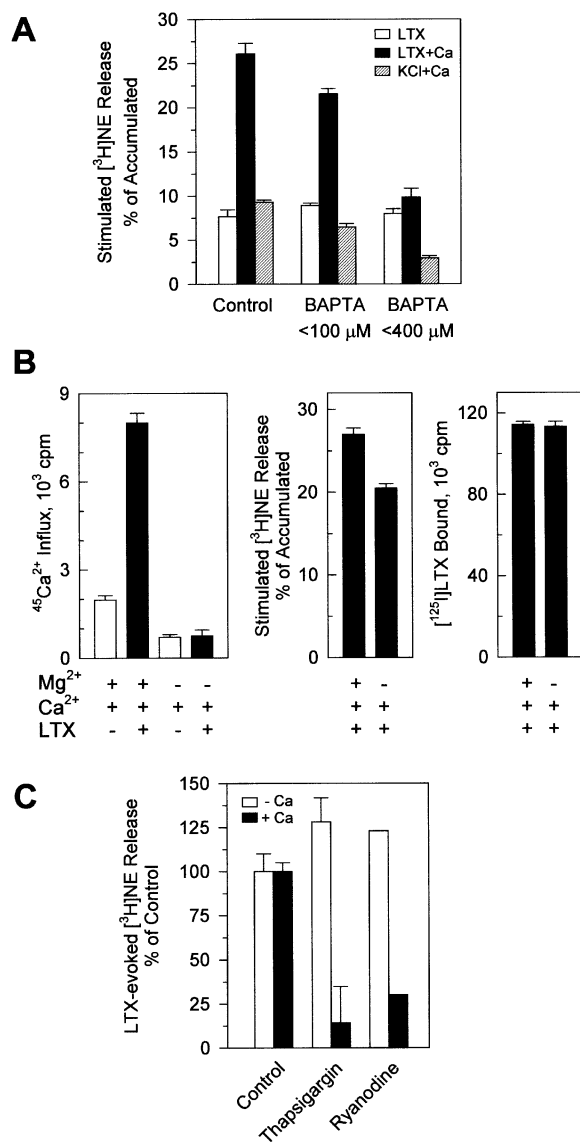 A
Stimulated [³H]NE Release
% of Accumulated
30
25
20
15
10
5
0
LTX
LTX+Ca
KCl+Ca
Control
BAPTA
<100 μM
BAPTA
<400 μM
B
⁴⁵Ca²⁺ Influx, 10³ cpm
9
6
3
0
Stimulated [³H]NE Release
% of Accumulated
30
20
10
0
[¹²⁵I]LTX Bound, 10³ cpm
120
90
60
30
0
Mg²⁺ + + - - + - + -
Ca²⁺ + + + + + + + +
LTX - + - + + + + +
C
LTX-evoked [³H]NE Release
% of Control
150
125
100
75
50
25
0
- Ca
+ Ca
Control
Thapsigargin
Ryanodine